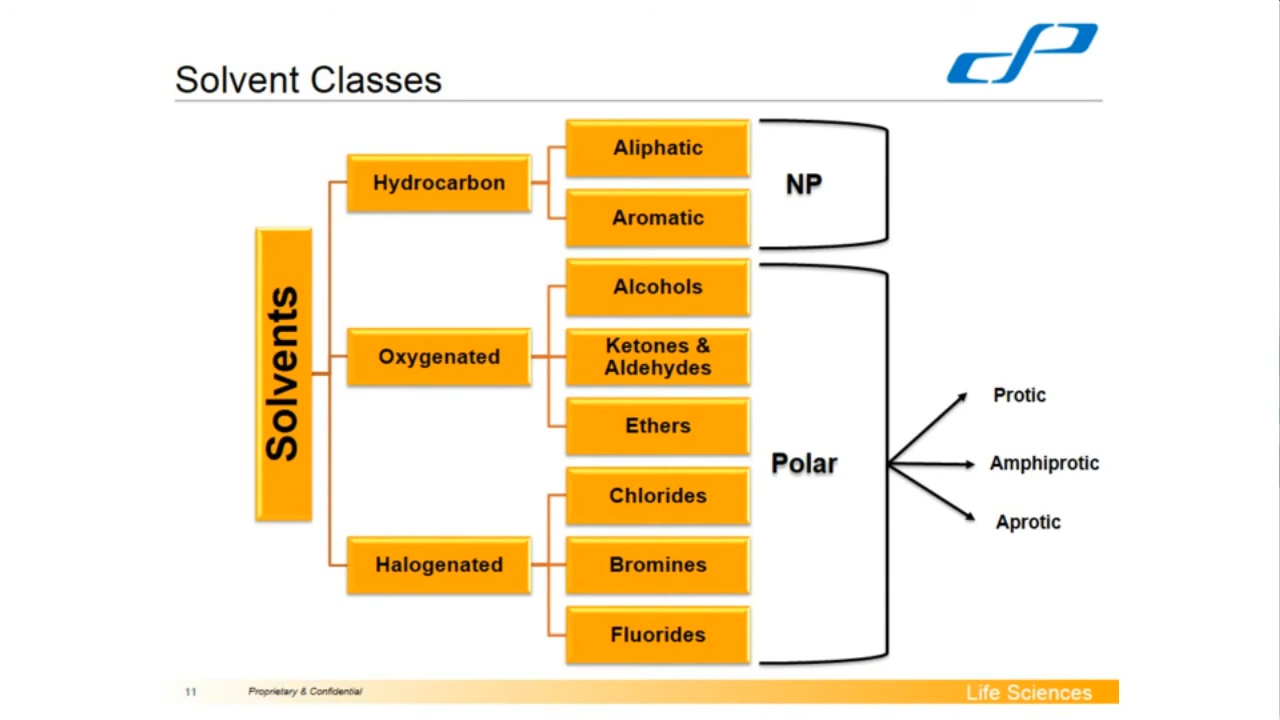 Solvent Classes
Solvents
Hydrocarbon
Oxygenated
Halogenated
Aliphatic
Aromatic
Alcohols
Ketones &
Aldehydes
Ethers
Chlorides
Bromines
Fluorides
NP
Polar
Protic
Amphiprotic
Aprotic
11
Proprietary & Confidential
Life Sciences